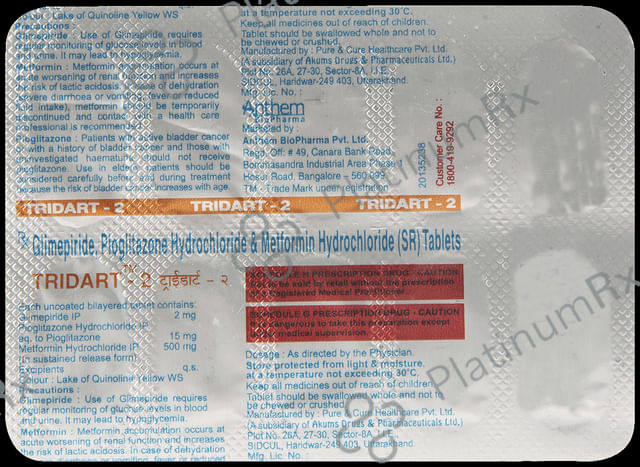 Colour : Lake of Quinoline Yellow WS
Precautions :
Glimepiride : Use of Glimepiride requires
regular monitoring of glucose levels in blood
and urine. It may lead to hypoglycemia.
Metformin : Metformin accumulation occurs at
acute worsening of renal function and increases
the risk of lactic acidosis. In case of dehydration
(severe diarrhoea or vomiting, fever or reduced
fluid intake), metformin should be temporarily
discontinued and contact with a health care
professional is recommended.
Pioglitazone : Patients with active bladder cancer
or with a history of bladder cancer and those with
uninvestigated haematuria should not receive
pioglitazone. Use in elderly patients should be
considered carefully before and during treatment
because the risk of bladder cancer increases with age.
at a temperature not exceeding 30°C.
Keep all medicines out of reach of children.
Tablet should be swallowed whole and not to
be chewed or crushed.
Manufactured by : Pure & Cure Healthcare Pvt. Ltd.
(A subsidiary of Akums Drugs & Pharmaceuticals Ltd.)
Plot No. 26A, 27-30, Sector-8A, I.I.E.,
SIDCUL, Haridwar-249 403, Uttarakhand.
Mfg. Lic. No. :
Anthem
BioPharma
Marketed by :
Anthem BioPharma Pvt. Ltd.
Regd. Off: # 49, Canara Bank Road,
Bommasandra Industrial Area Phase-1
Hosur Road, Bangalore - 560 099.
TM - Trade Mark under registration
20135238
Customer Care No. :
1800-419-9292
TRIDART - 2 TRIDART - 2 TRIDART - 2
Rx Glimepiride, Pioglitazone Hydrochloride & Metformin Hydrochloride (SR) Tablets
TRIDART™ - 2 ट्राईडार्ट - २
Each uncoated bilayered tablet contains:
Glimepiride IP 2 mg
Pioglitazone Hydrochloride IP
eq. to Pioglitazone 15 mg
Metformin Hydrochloride IP 500 mg
(in sustained release form)
Excipients q.s.
Colour : Lake of Quinoline Yellow WS
Precautions :
Glimepiride : Use of Glimepiride requires
regular monitoring of glucose levels in blood
and urine. It may lead to hypoglycemia.
Metformin : Metformin accumulation occurs at
acute worsening of renal function and increases
the risk of lactic acidosis. In case of dehydration
diarrhoea or vomiting, fever or reduced
SCHEDULE H PRESCRIPTION DRUG - CAUTION
Not to be sold by retail without the prescription
of a Registered Medical Practitioner.
SCHEDULE G PRESCRIPTION DRUG - CAUTION
It is dangerous to take this preparation except
under medical supervision.
Dosage : As directed by the Physician.
Store protected from light & moisture,
at a temperature not exceeding 30°C.
Keep all medicines out of reach of children.
Tablet should be swallowed whole and not to
be chewed or crushed.
Manufactured by : Pure & Cure Healthcare Pvt. Ltd.
(A subsidiary of Akums Drugs & Pharmaceuticals Ltd.)
Plot No. 26A, 27-30, Sector-8A, I.I.E.,
SIDCUL, Haridwar-249 403, Uttarakhand.
Mfg. Lic. No.
PlatinumRx
PlatinumRx
PlatinumRx